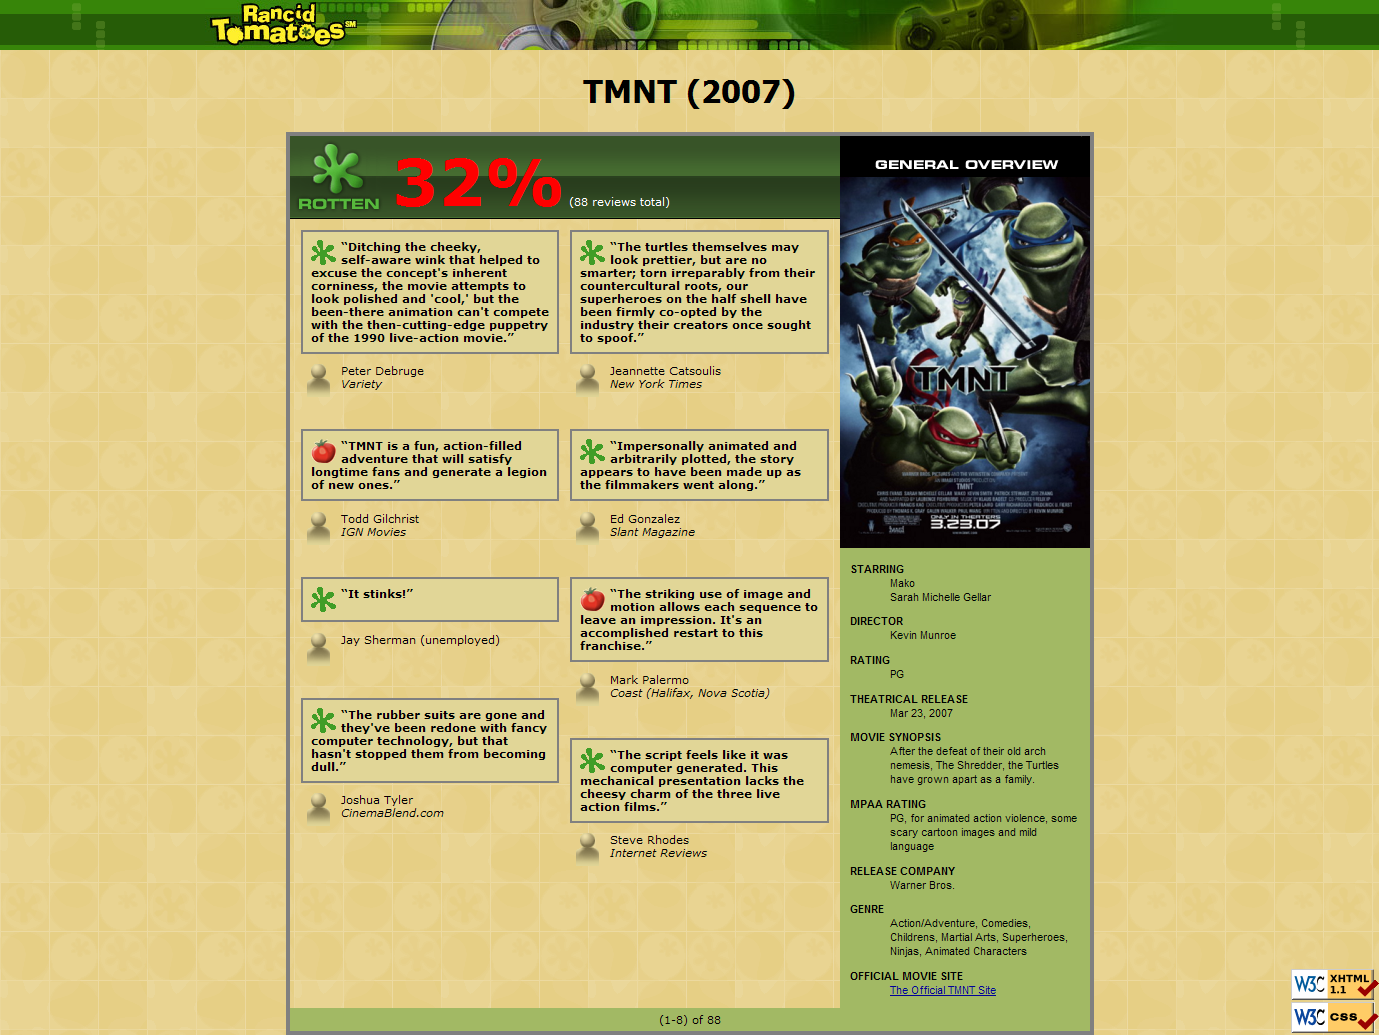 Rancid
Tomatoes SM
TMNT (2007)
ROTTEN
32% (88 reviews total)
“Ditching the cheeky,
self-aware wink that helped to
excuse the concept's inherent
corniness, the movie attempts to
look polished and 'cool,' but the
been-there animation can't compete
with the then-cutting-edge puppetry
of the 1990 live-action movie.”
Peter Debruge
Variety
“TMNT is a fun, action-filled
adventure that will satisfy
longtime fans and generate a legion
of new ones.”
Todd Gilchrist
IGN Movies
“It stinks!”
Jay Sherman (unemployed)
“The rubber suits are gone and
they've been redone with fancy
computer technology, but that
hasn't stopped them from becoming
dull.”
Joshua Tyler
CinemaBlend.com
“The turtles themselves may
look prettier, but are no
smarter; torn irreparably from their
countercultural roots, our
superheroes on the half shell have
been firmly co-opted by the
industry their creators once sought
to spoof.”
Jeannette Catsoulis
New York Times
“Impersonally animated and
arbitrarily plotted, the story
appears to have been made up as
the filmmakers went along.”
Ed Gonzalez
Slant Magazine
“The striking use of image and
motion allows each sequence to
leave an impression. It's an
accomplished restart to this
franchise.”
Mark Palermo
Coast (Halifax, Nova Scotia)
“The script feels like it was
computer generated. This
mechanical presentation lacks the
cheesy charm of the three live
action films.”
Steve Rhodes
Internet Reviews
GENERAL OVERVIEW
TMNT
TMNT
ONLY IN THEATERS
3.23.07
STARRING
Mako
Sarah Michelle Gellar
DIRECTOR
Kevin Munroe
RATING
PG
THEATRICAL RELEASE
Mar 23, 2007
MOVIE SYNOPSIS
After the defeat of their old arch
nemesis, The Shredder, the Turtles
have grown apart as a family.
MPAA RATING
PG, for animated action violence, some
scary cartoon images and mild
language
RELEASE COMPANY
Warner Bros.
GENRE
Action/Adventure, Comedies,
Childrens, Martial Arts, Superheroes,
Ninjas, Animated Characters
OFFICIAL MOVIE SITE
The Official TMNT Site
(1-8) of 88
W3C XHTML
1.1
W3C CSS